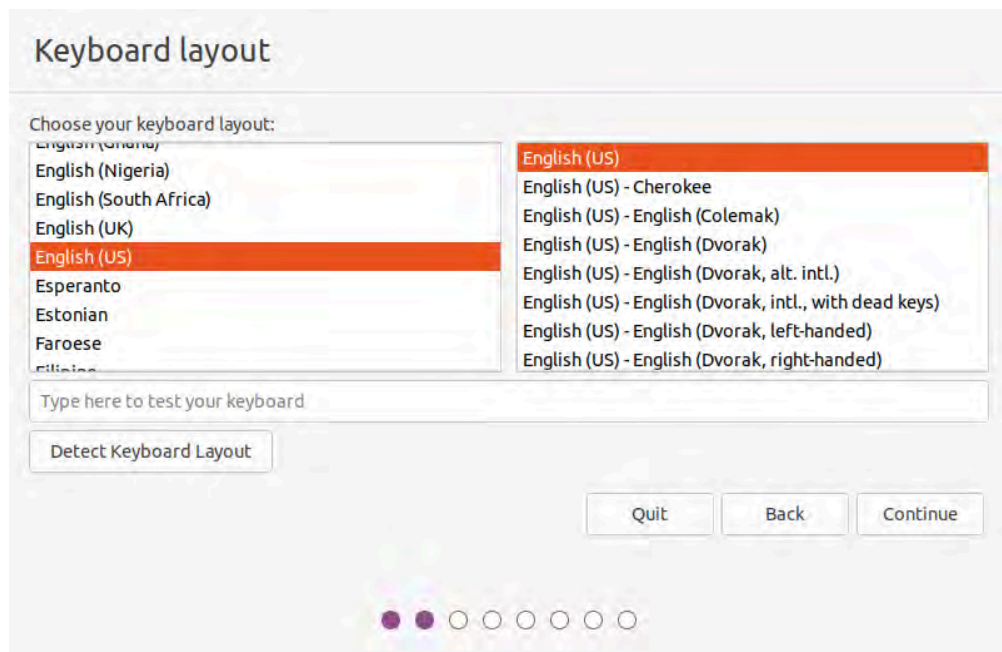 Keyboard layout
Choose your keyboard layout:
English (Ghana)
English (Nigeria)
English (South Africa)
English (UK)
English (US)
Esperanto
Estonian
Faroese
Filipino
English (US)
English (US) - Cherokee
English (US) - English (Colemak)
English (US) - English (Dvorak)
English (US) - English (Dvorak, alt. intl.)
English (US) - English (Dvorak, intl., with dead keys)
English (US) - English (Dvorak, left-handed)
English (US) - English (Dvorak, right-handed)
Type here to test your keyboard
Detect Keyboard Layout
Quit
Back
Continue